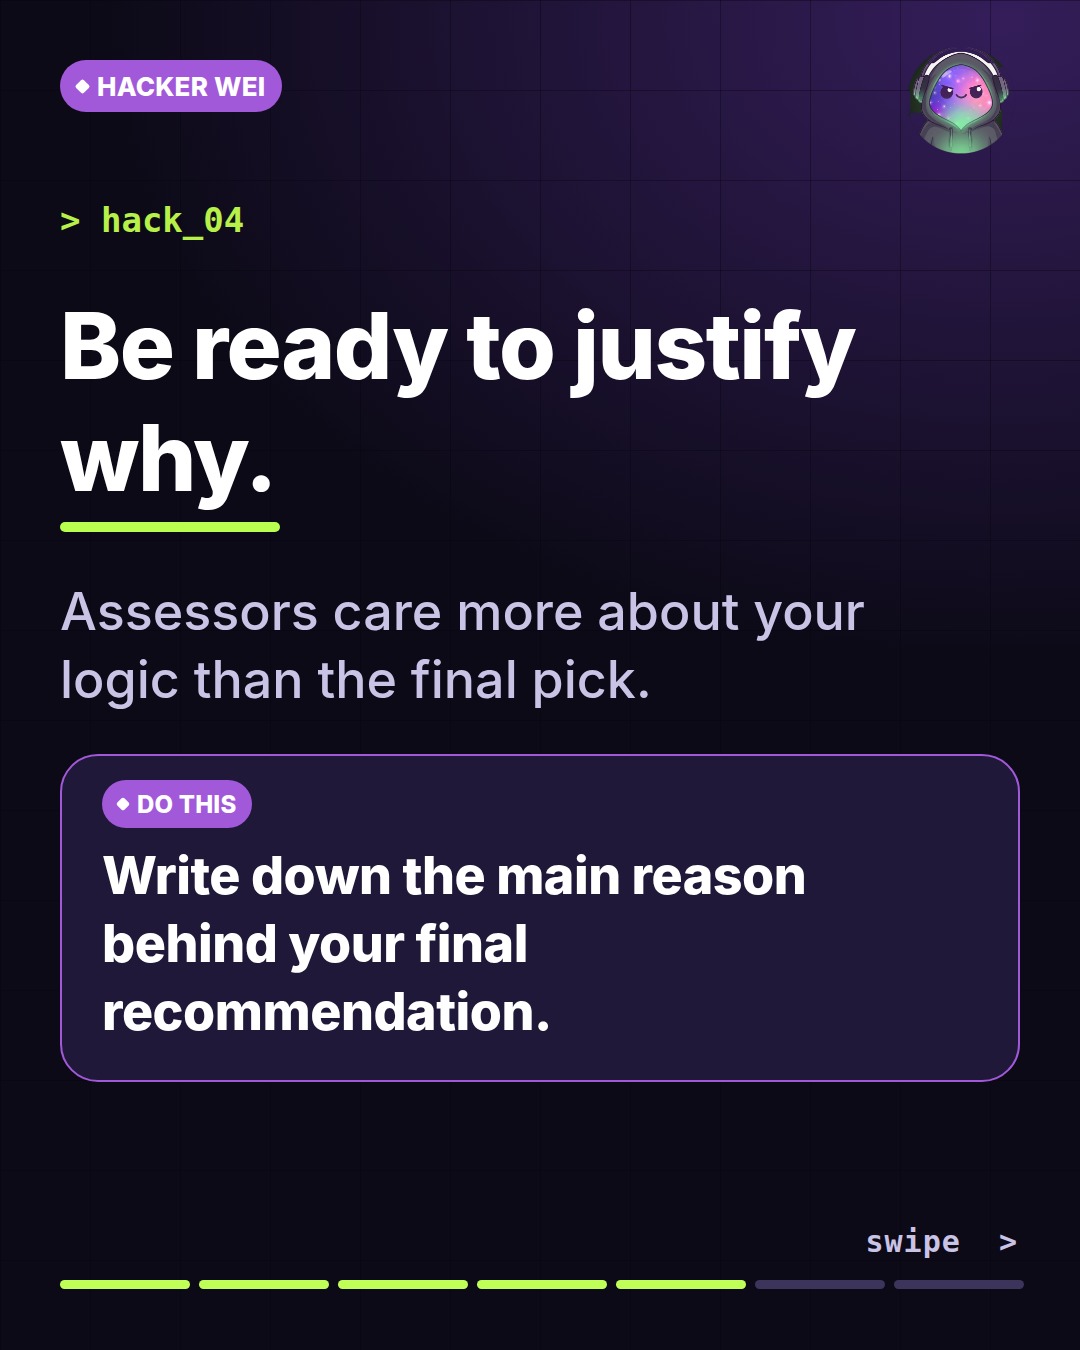 HACKER WEI
> hack_04
Be ready to justify
why.
Assessors care more about your
logic than the final pick.
DO THIS
Write down the main reason
behind your final
recommendation.
swipe >